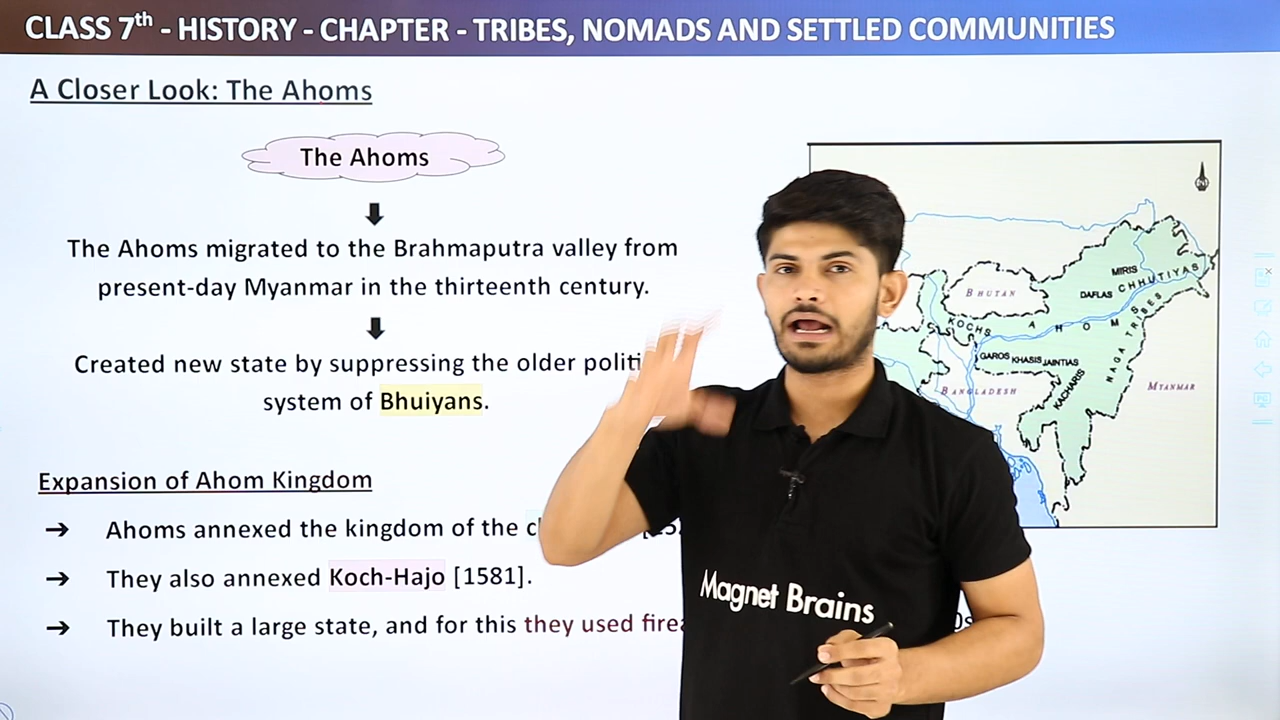 CLASS 7th - HISTORY - CHAPTER - TRIBES, NOMADS AND SETTLED COMMUNITIES
A Closer Look: The Ahoms
The Ahoms
The Ahoms migrated to the Brahmaputra valley from
present-day Myanmar in the thirteenth century.
Created new state by suppressing the older
system of Bhuiyans.
Expansion of Ahom Kingdom
→ Ahoms annexed the kingdom of the
→ They also annexed Koch-Hajo [1581].
→ They built a large state, and for this they used
BHUTAN
MIRIS
DAFLAS
CHHUTIYAS
KOCHS
AHOMS
NAGA TRIBES
GAROS KHASIS JAINTIAS
KACHARIS
BANGLADESH
MYANMAR
Magnet Brains